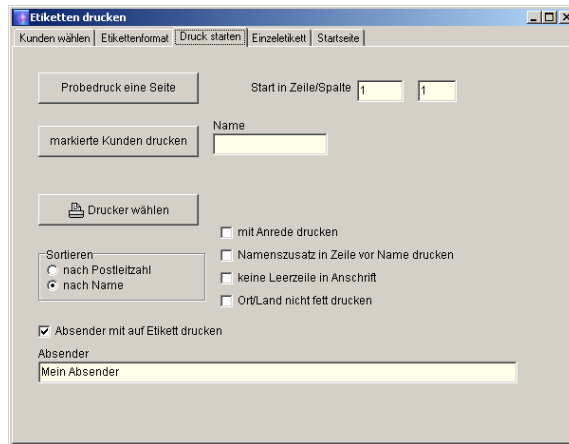 Etiketten drucken
Kunden wählen Etikettenformat Druck starten Einzeletikett Startseite
Probedruck eine Seite Start in Zeile/Spalte 1 1
Name
markierte Kunden drucken
Drucker wählen
mit Anrede drucken
Namenszusatz in Zeile vor Name drucken
keine Leerzeile in Anschrift
Ort/Land nicht fett drucken
Sortieren
nach Postleitzahl
nach Name
Absender mit auf Etikett drucken
Absender
Mein Absender